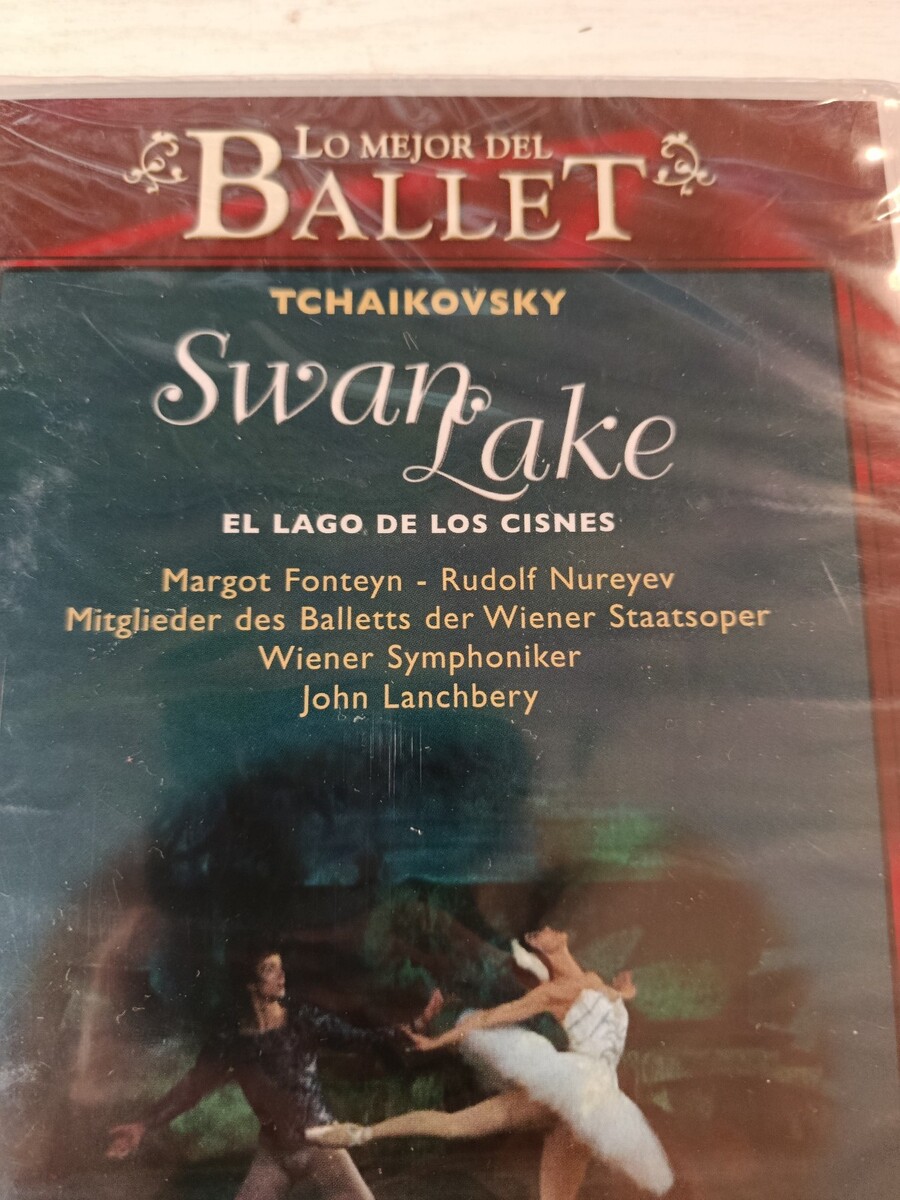 LO MEJOR DEL
BALLET
TCHAIKOVSKY
Swan
Lake
EL LAGO DE LOS CISNES
Margot Fonteyn - Rudolf Nureyev
Mitglieder des Balletts der Wiener Staatsoper
Wiener Symphoniker
John Lanchbery